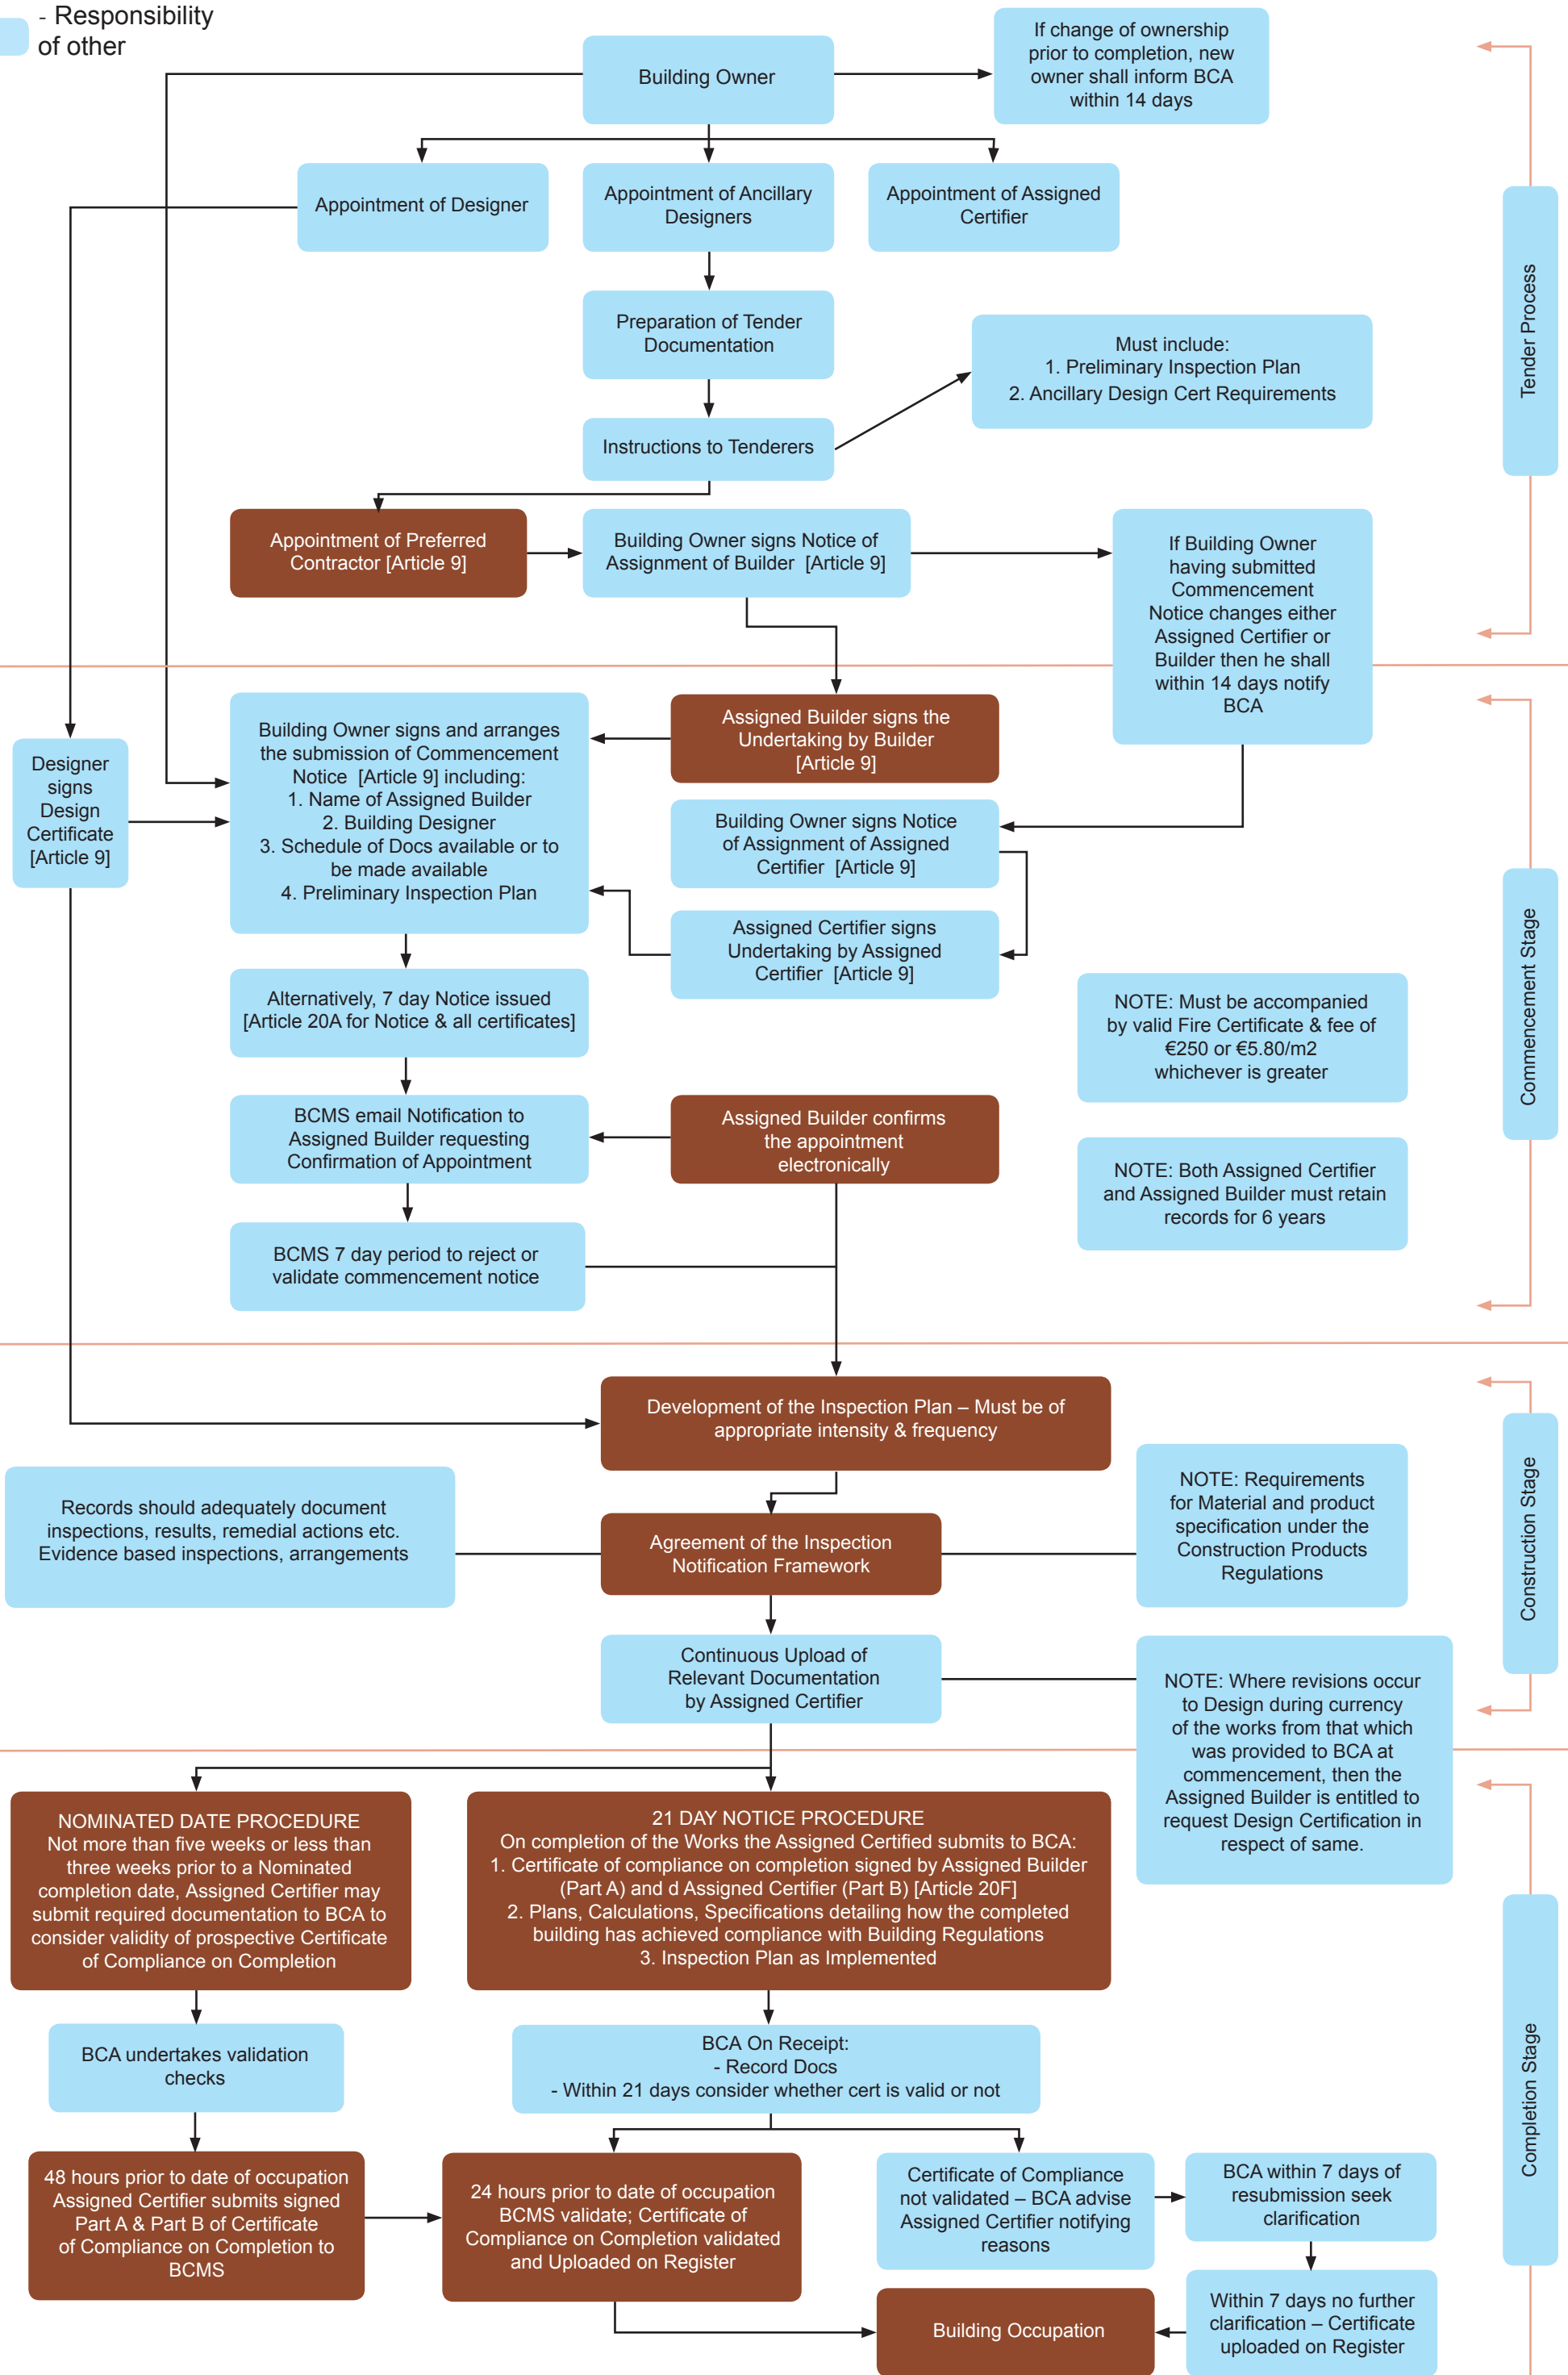 - Responsibility
of other
Building Owner
If change of ownership
prior to completion, new
owner shall inform BCA
within 14 days
Appointment of Designer
Appointment of Ancillary
Designers
Appointment of Assigned
Certifier
Preparation of Tender
Documentation
Must include:
1. Preliminary Inspection Plan
2. Ancillary Design Cert Requirements
Instructions to Tenderers
Tender Process
Appointment of Preferred
Contractor [Article 9]
Building Owner signs Notice of
Assignment of Builder [Article 9]
If Building Owner
having submitted
Commencement
Notice changes either
Assigned Certifier or
Builder then he shall
within 14 days notify
BCA
Designer
signs
Design
Certificate
[Article 9]
Building Owner signs and arranges
the submission of Commencement
Notice [Article 9] including:
1. Name of Assigned Builder
2. Building Designer
3. Schedule of Docs available or to
be made available
4. Preliminary Inspection Plan
Assigned Builder signs the
Undertaking by Builder
[Article 9]
Building Owner signs Notice
of Assignment of Assigned
Certifier [Article 9]
Assigned Certifier signs
Undertaking by Assigned
Certifier [Article 9]
Alternatively, 7 day Notice issued
[Article 20A for Notice & all certificates]
NOTE: Must be accompanied
by valid Fire Certificate & fee of
€250 or €5.80/m2
whichever is greater
Commencement Stage
BCMS email Notification to
Assigned Builder requesting
Confirmation of Appointment
Assigned Builder confirms
the appointment
electronically
NOTE: Both Assigned Certifier
and Assigned Builder must retain
records for 6 years
BCMS 7 day period to reject or
validate commencement notice
Development of the Inspection Plan – Must be of
appropriate intensity & frequency
Records should adequately document
inspections, results, remedial actions etc.
Evidence based inspections, arrangements
Agreement of the Inspection
Notification Framework
NOTE: Requirements
for Material and product
specification under the
Construction Products
Regulations
Construction Stage
Continuous Upload of
Relevant Documentation
by Assigned Certifier
NOTE: Where revisions occur
to Design during currency
of the works from that which
was provided to BCA at
commencement, then the
Assigned Builder is entitled to
request Design Certification in
respect of same.
NOMINATED DATE PROCEDURE
Not more than five weeks or less than
three weeks prior to a Nominated
completion date, Assigned Certifier may
submit required documentation to BCA to
consider validity of prospective Certificate
of Compliance on Completion
21 DAY NOTICE PROCEDURE
On completion of the Works the Assigned Certified submits to BCA:
1. Certificate of compliance on completion signed by Assigned Builder
(Part A) and d Assigned Certifier (Part B) [Article 20F]
2. Plans, Calculations, Specifications detailing how the completed
building has achieved compliance with Building Regulations
3. Inspection Plan as Implemented
BCA undertakes validation
checks
BCA On Receipt:
- Record Docs
- Within 21 days consider whether cert is valid or not
Completion Stage
48 hours prior to date of occupation
Assigned Certifier submits signed
Part A & Part B of Certificate
of Compliance on Completion to
BCMS
24 hours prior to date of occupation
BCMS validate; Certificate of
Compliance on Completion validated
and Uploaded on Register
Certificate of Compliance
not validated – BCA advise
Assigned Certifier notifying
reasons
BCA within 7 days of
resubmission seek
clarification
Building Occupation
Within 7 days no further
clarification – Certificate
uploaded on Register